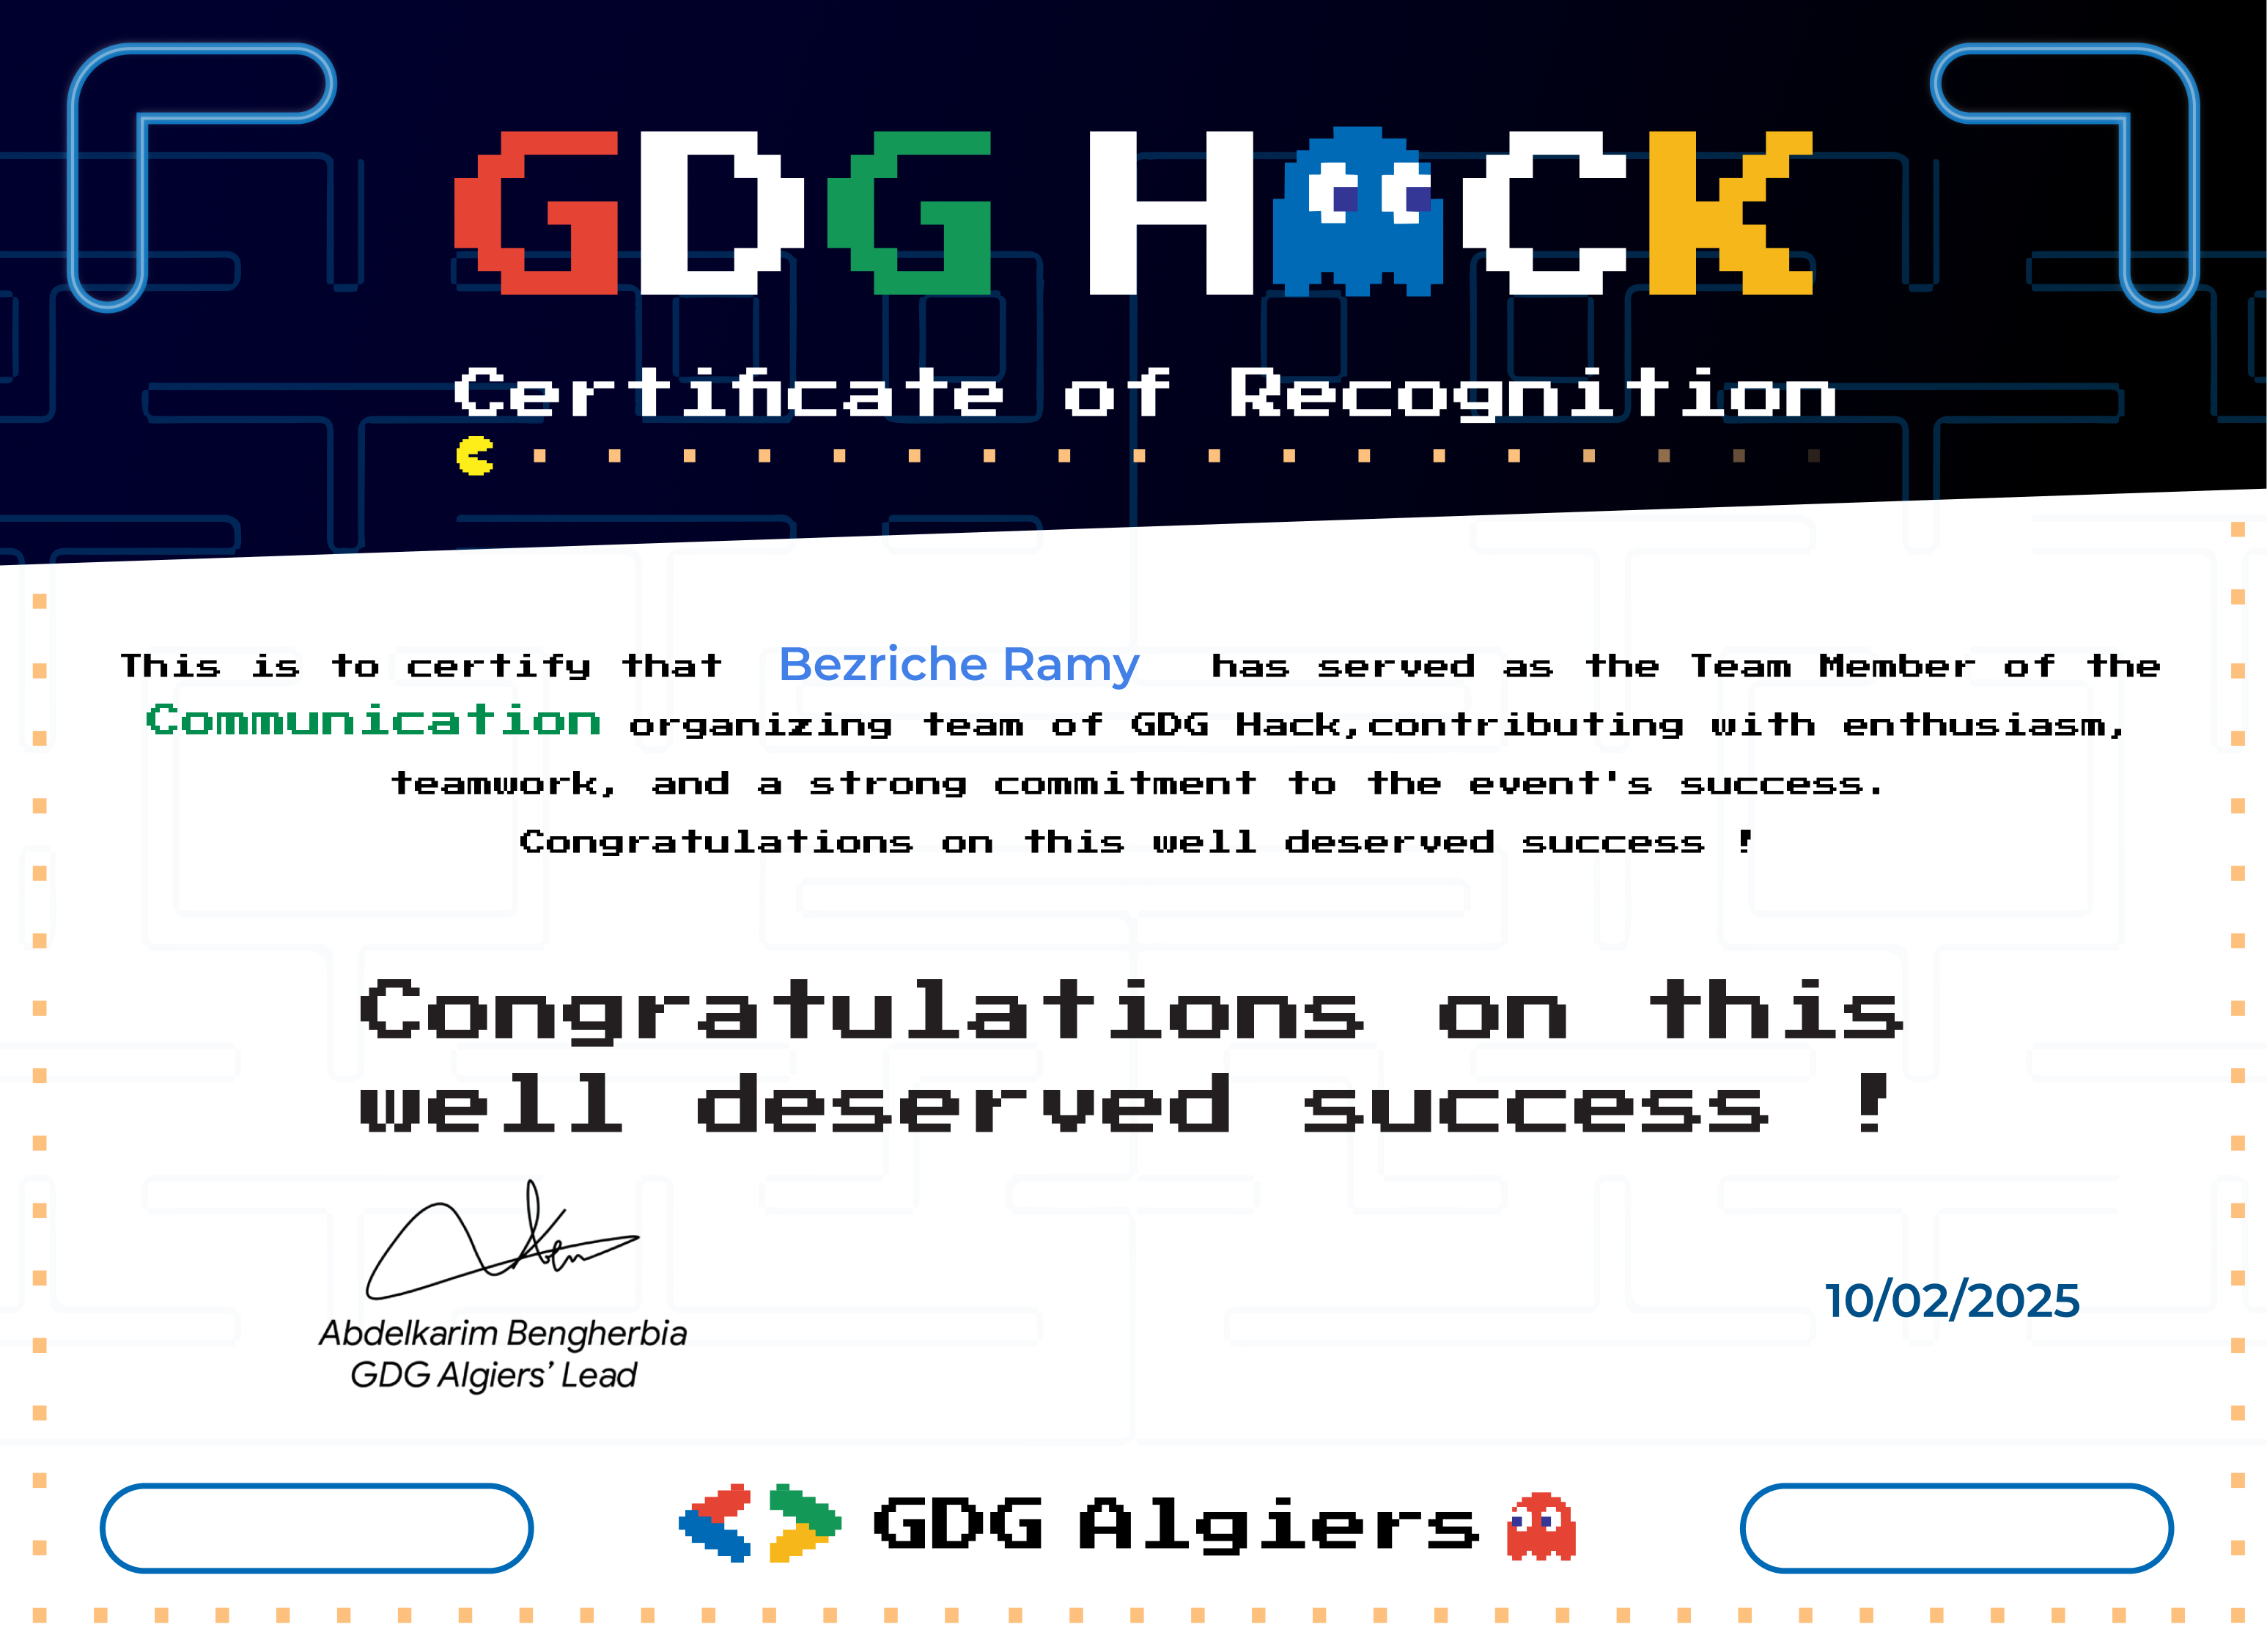 GDG HACK
Certificate of Recognition
This is to certify that Bezriche Ramy has served as the Team Member of the
Communication organizing team of GDG Hack,contributing with enthusiasm,
teamwork, and a strong commitment to the event's success.
Congratulations on this well deserved success !
Congratulations on this
well deserved success !
Abdelkarim Bengherbia
GDG Algiers’ Lead
10/02/2025
GDG Algiers